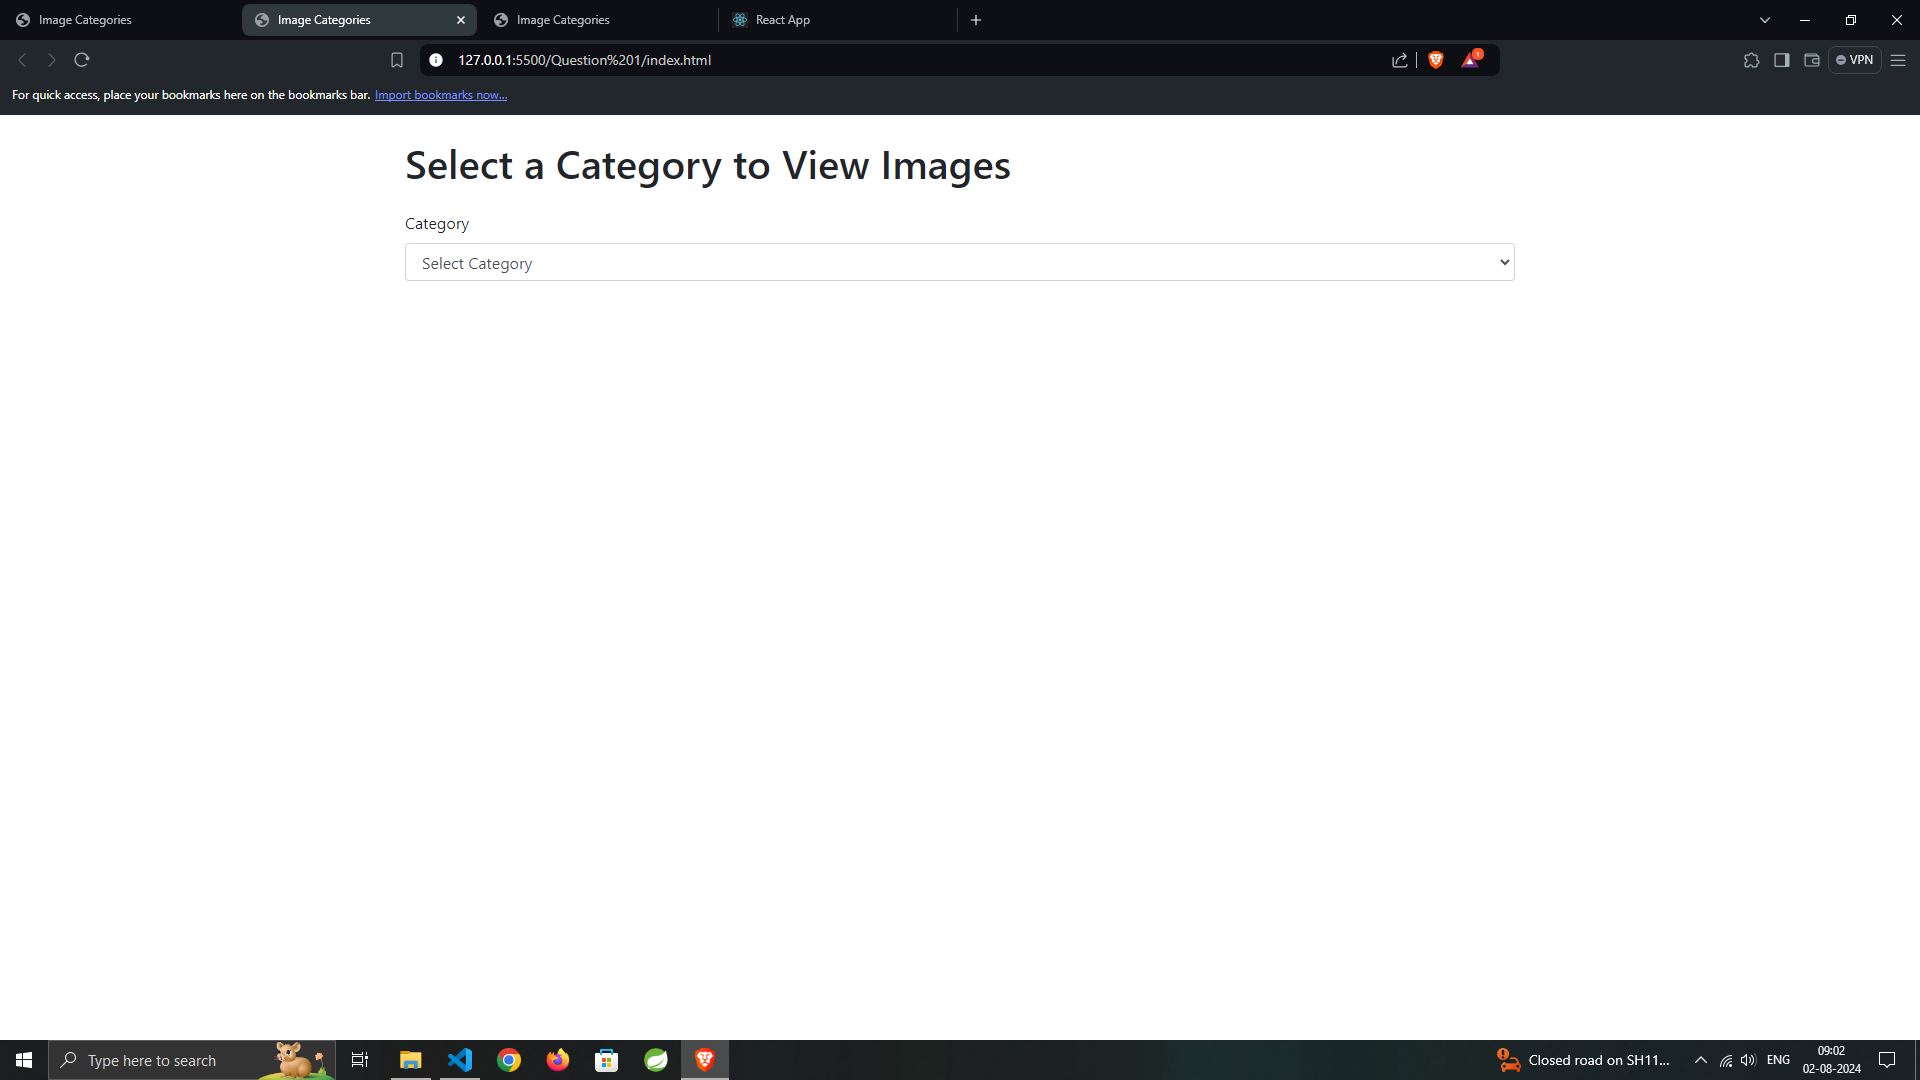 Image Categories
Image Categories
Image Categories
React App
127.0.0.1:5500/Question%201/index.html
1
VPN
For quick access, place your bookmarks here on the bookmarks bar. Import bookmarks now...
Select a Category to View Images
Category
Select Category
Type here to search
Closed road on SH11...
ENG
09:02
02-08-2024